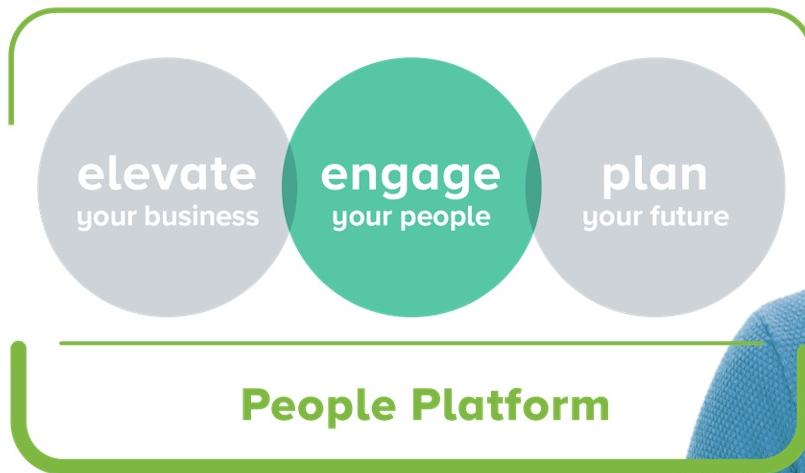 elevate
your business
engage
your people
plan
your future
People Platform